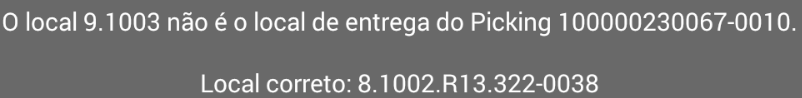 O local 9.1003 não é o local de entrega do Picking 100000230067-0010.
Local correto: 8.1002.R13.322-0038